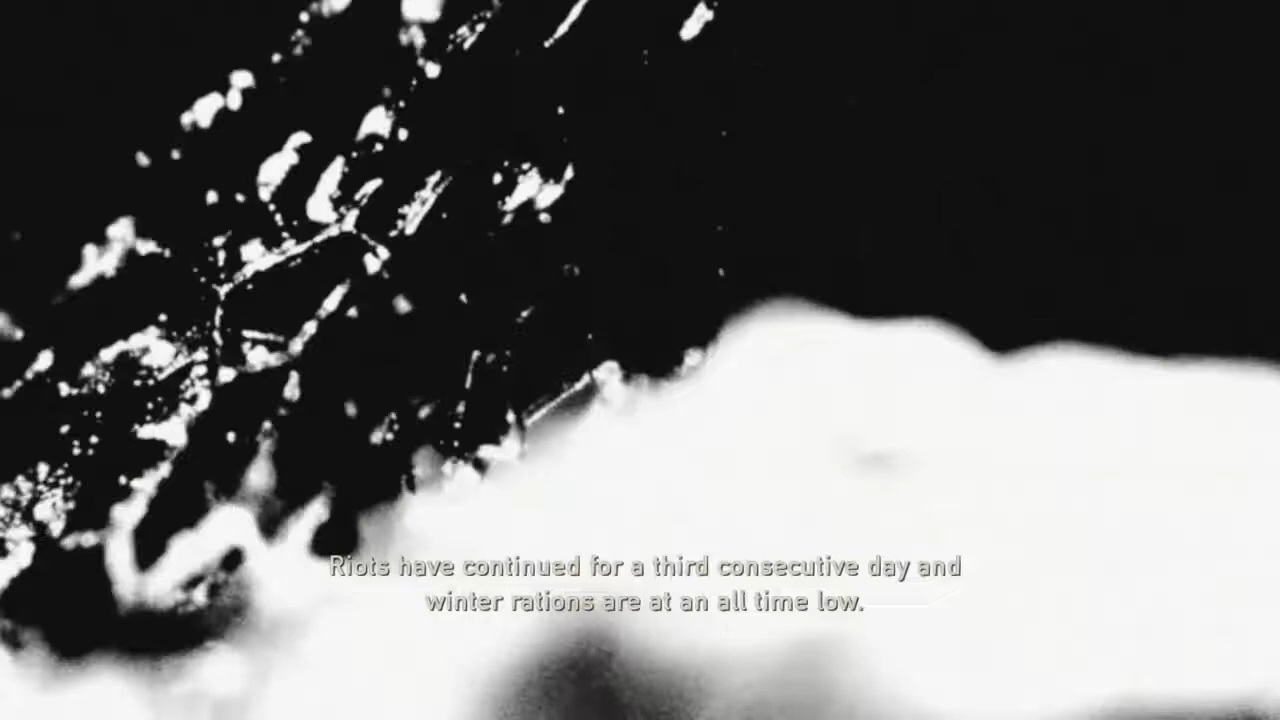 Riots have continued for a third consecutive day and
winter rations are at an all time low.